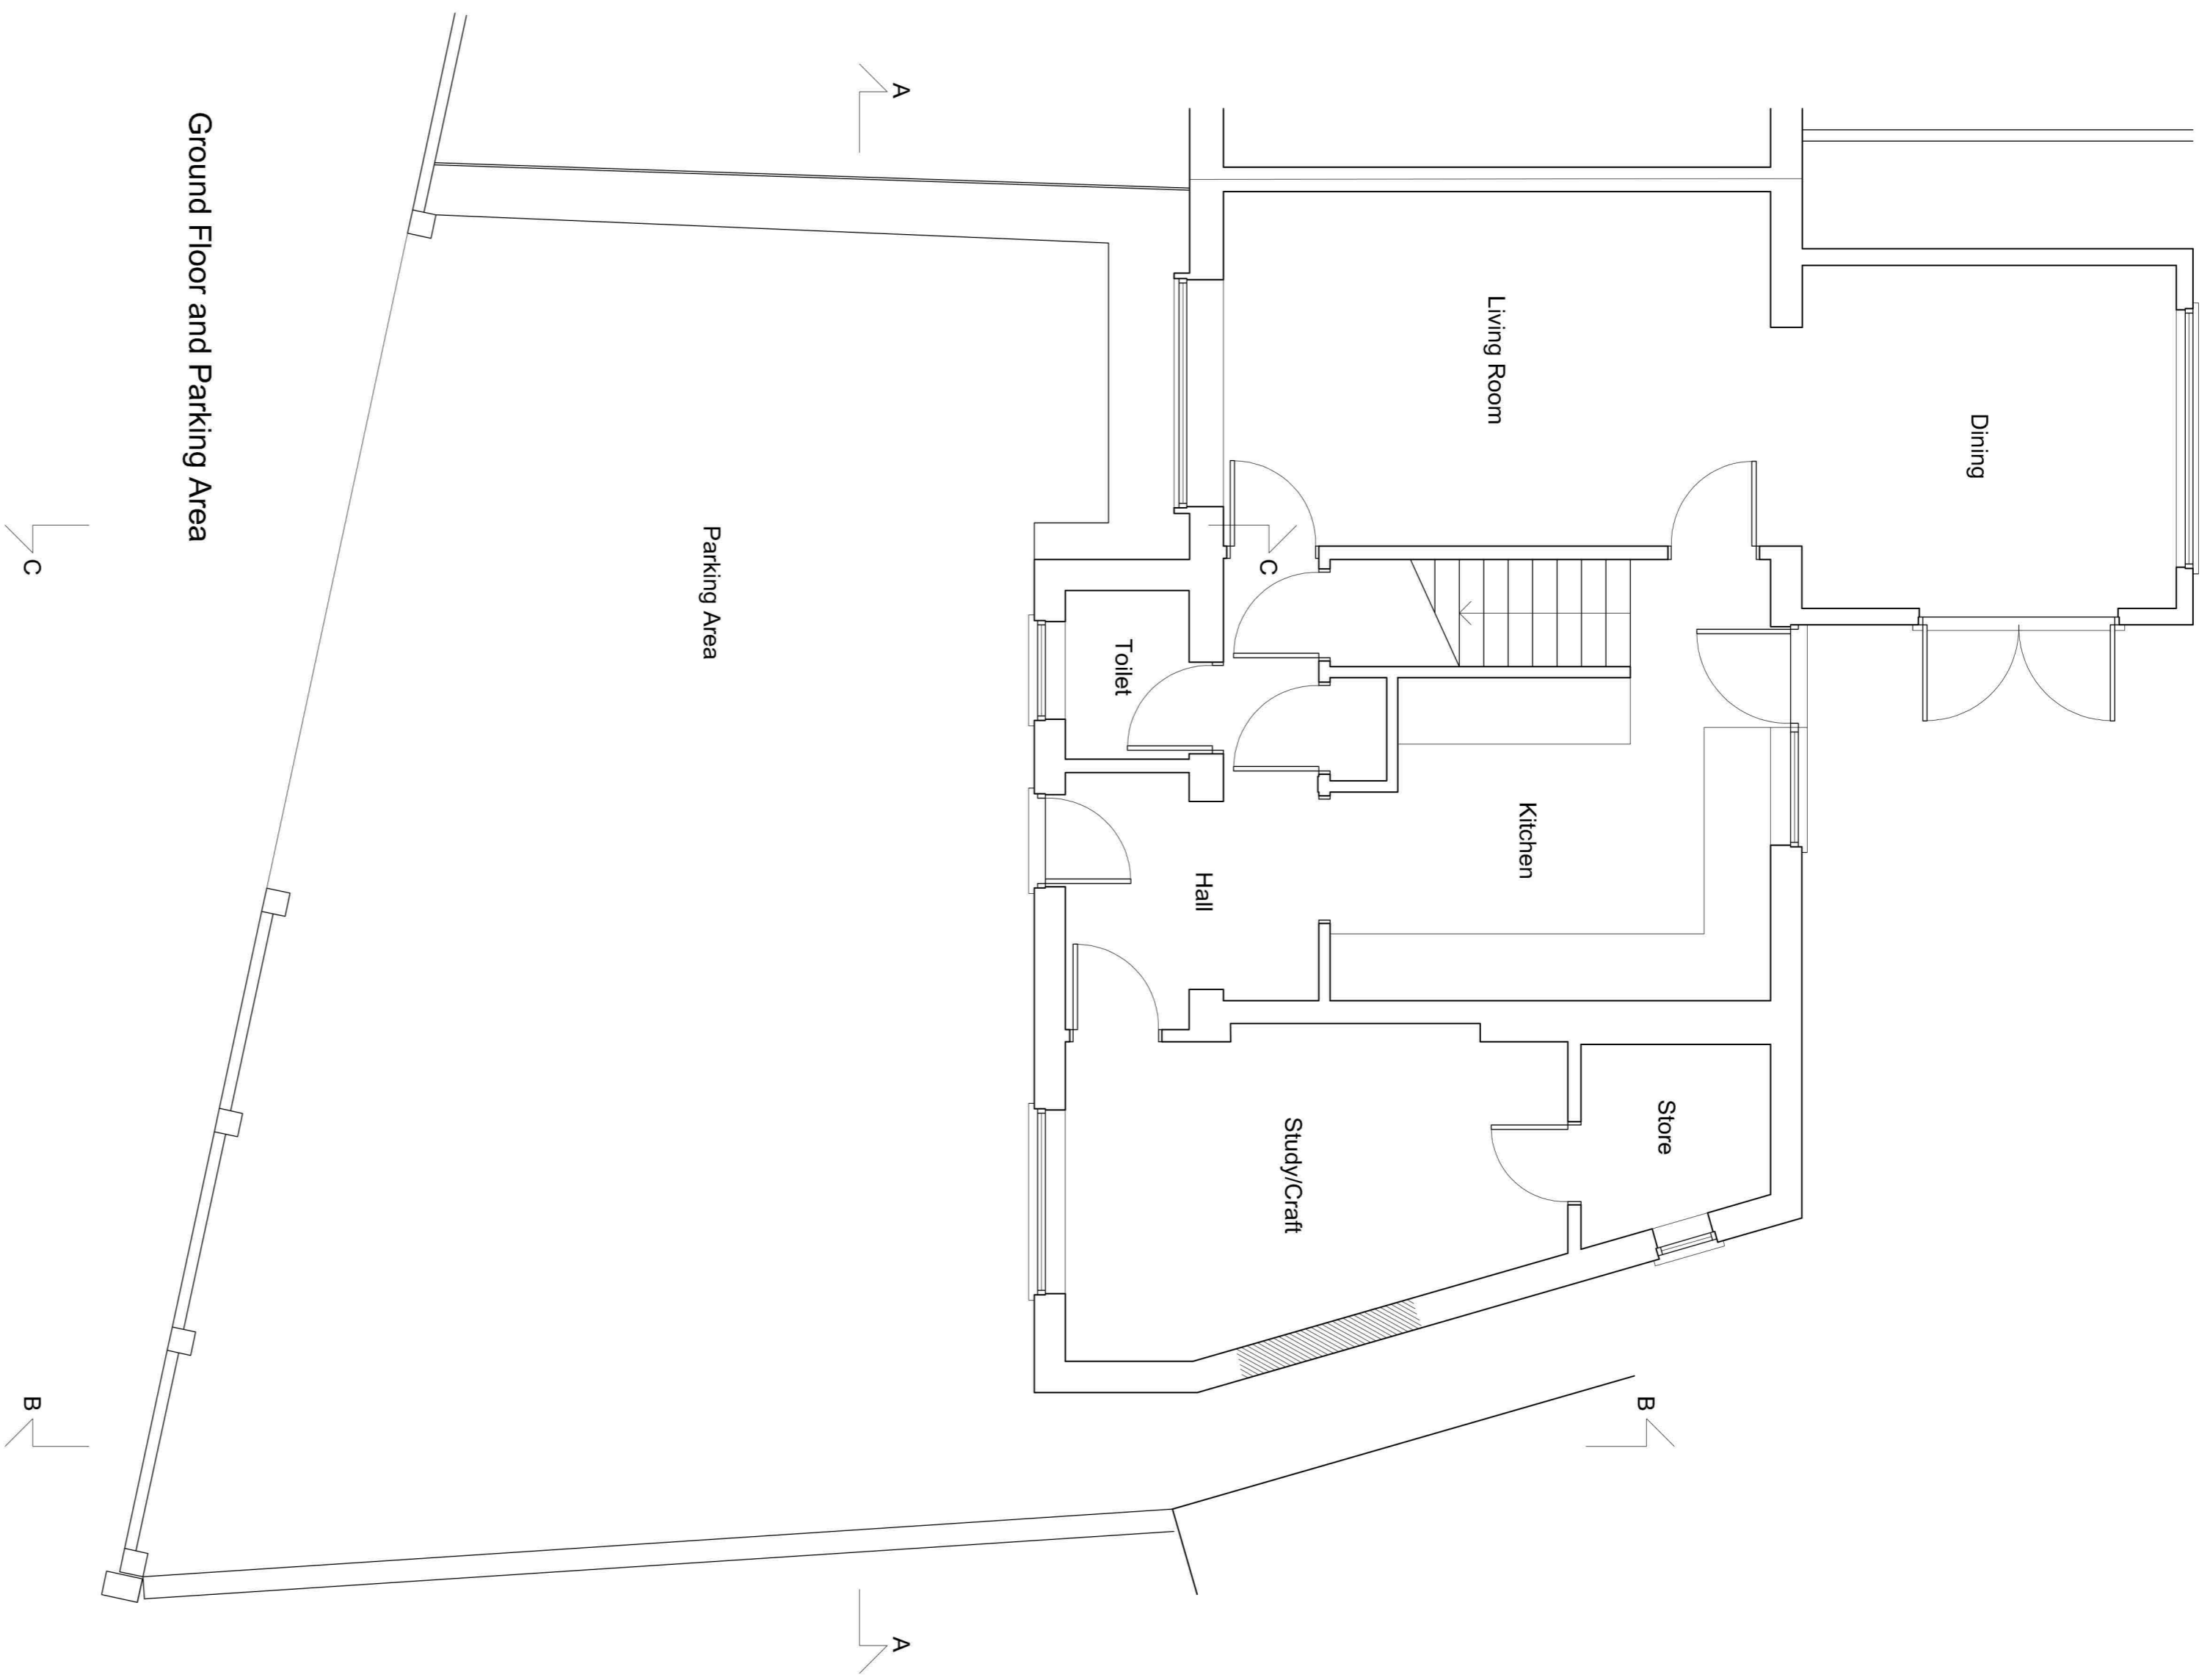 Dining
Store
B
Kitchen
Living Room
Study/Craft
C
Hall
Toilet
A
A
Parking Area
Ground Floor and Parking Area
C
B